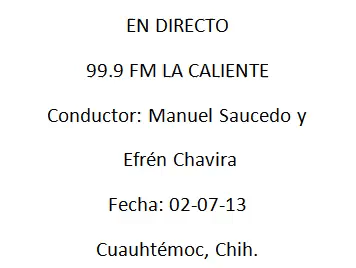 EN DIRECTO
99.9 FM LA CALIENTE
Conductor: Manuel Saucedo y
Efrén Chavira
Fecha: 02-07-13
Cuauhtémoc, Chih.